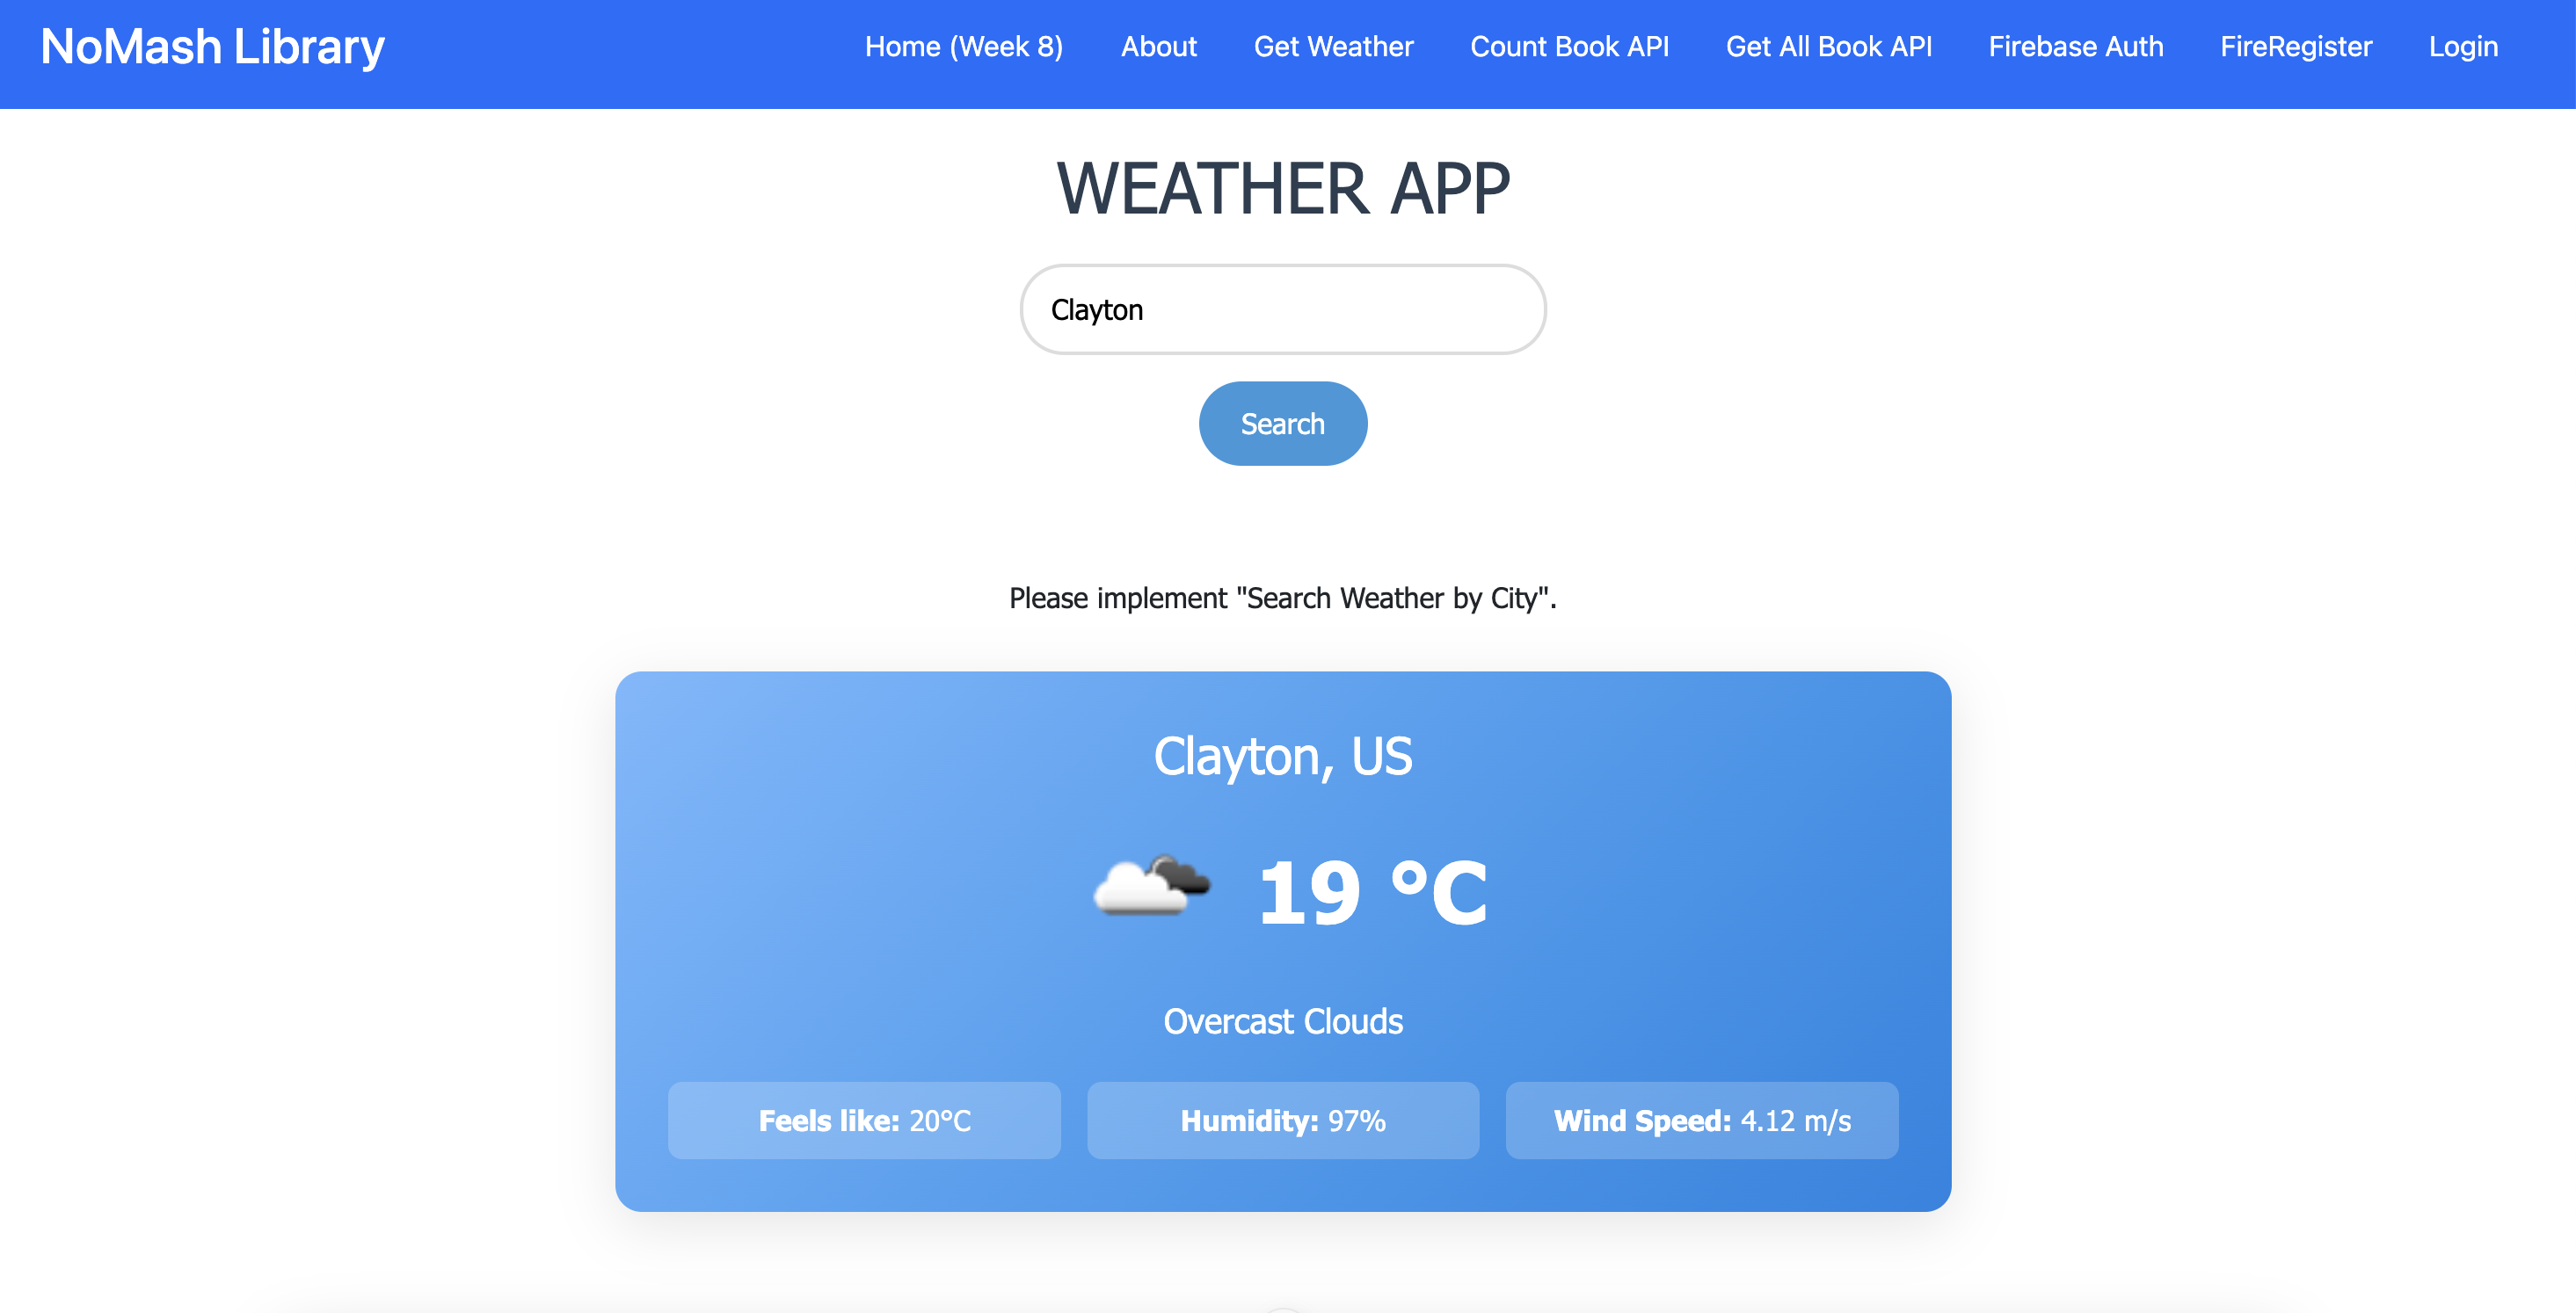 NoMash Library Home (Week 8) About Get Weather Count Book API Get All Book API Firebase Auth FireRegister Login
WEATHER APP
Clayton
Search
Please implement "Search Weather by City".
Clayton, US
19 °C
Overcast Clouds
Feels like: 20°C Humidity: 97% Wind Speed: 4.12 m/s